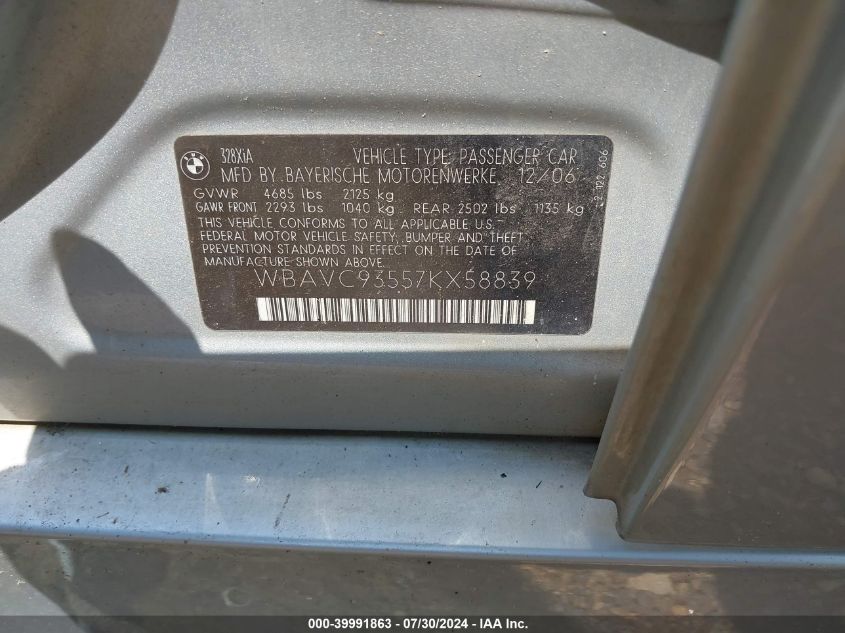 BMW
328XiA VEHICLE TYPE: PASSENGER CAR
MFD BY: BAYERISCHE MOTORENWERKE 12/06
GVWR 4685 lbs 2125 kg
GAWR FRONT 2293 lbs 1040 kg REAR 2502 lbs 1135 kg
THIS VEHICLE CONFORMS TO ALL APPLICABLE U.S.
FEDERAL MOTOR VEHICLE SAFETY, BUMPER AND THEFT
PREVENTION STANDARDS IN EFFECT ON THE DATE OF
MANUFACTURE SHOWN ABOVE.
WBAVC93557KX58839
000-39991863 / 07/30/2024 - IAA Inc.